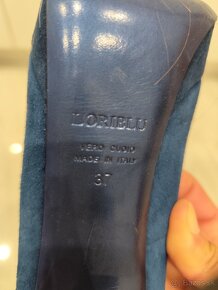 LORIBLU
VERO CUOIO
MADE IN ITALY
37